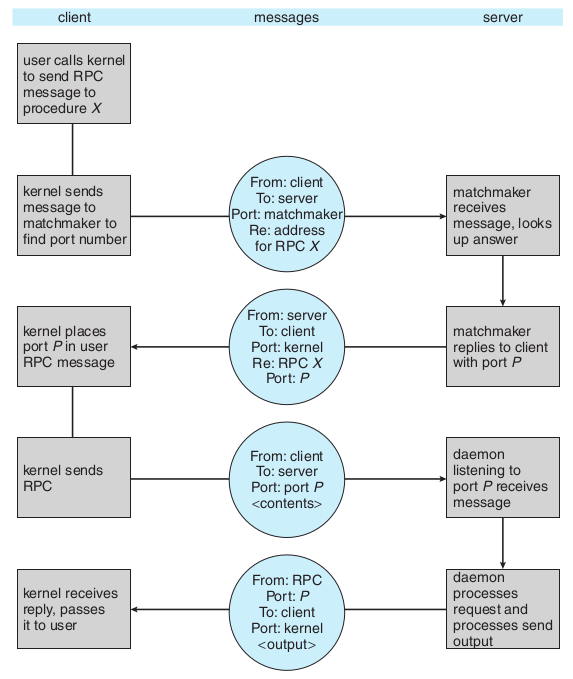 client
messages
server
user calls kernel
to send RPC
message to
procedure X
kernel sends
message to
matchmaker to
find port number
From: client
To: server
Port: matchmaker
Re: address
for RPC X
matchmaker
receives
message, looks
up answer
kernel places
port P in user
RPC message
From: server
To: client
Port: kernel
Re: RPC X
Port: P
matchmaker
replies to client
with port P
kernel sends
RPC
From: client
To: server
Port: port P
<contents>
daemon
listening to
port P receives
message
kernel receives
reply, passes
it to user
From: RPC
Port: P
To: client
Port: kernel
<output>
daemon
processes
request and
processes send
output